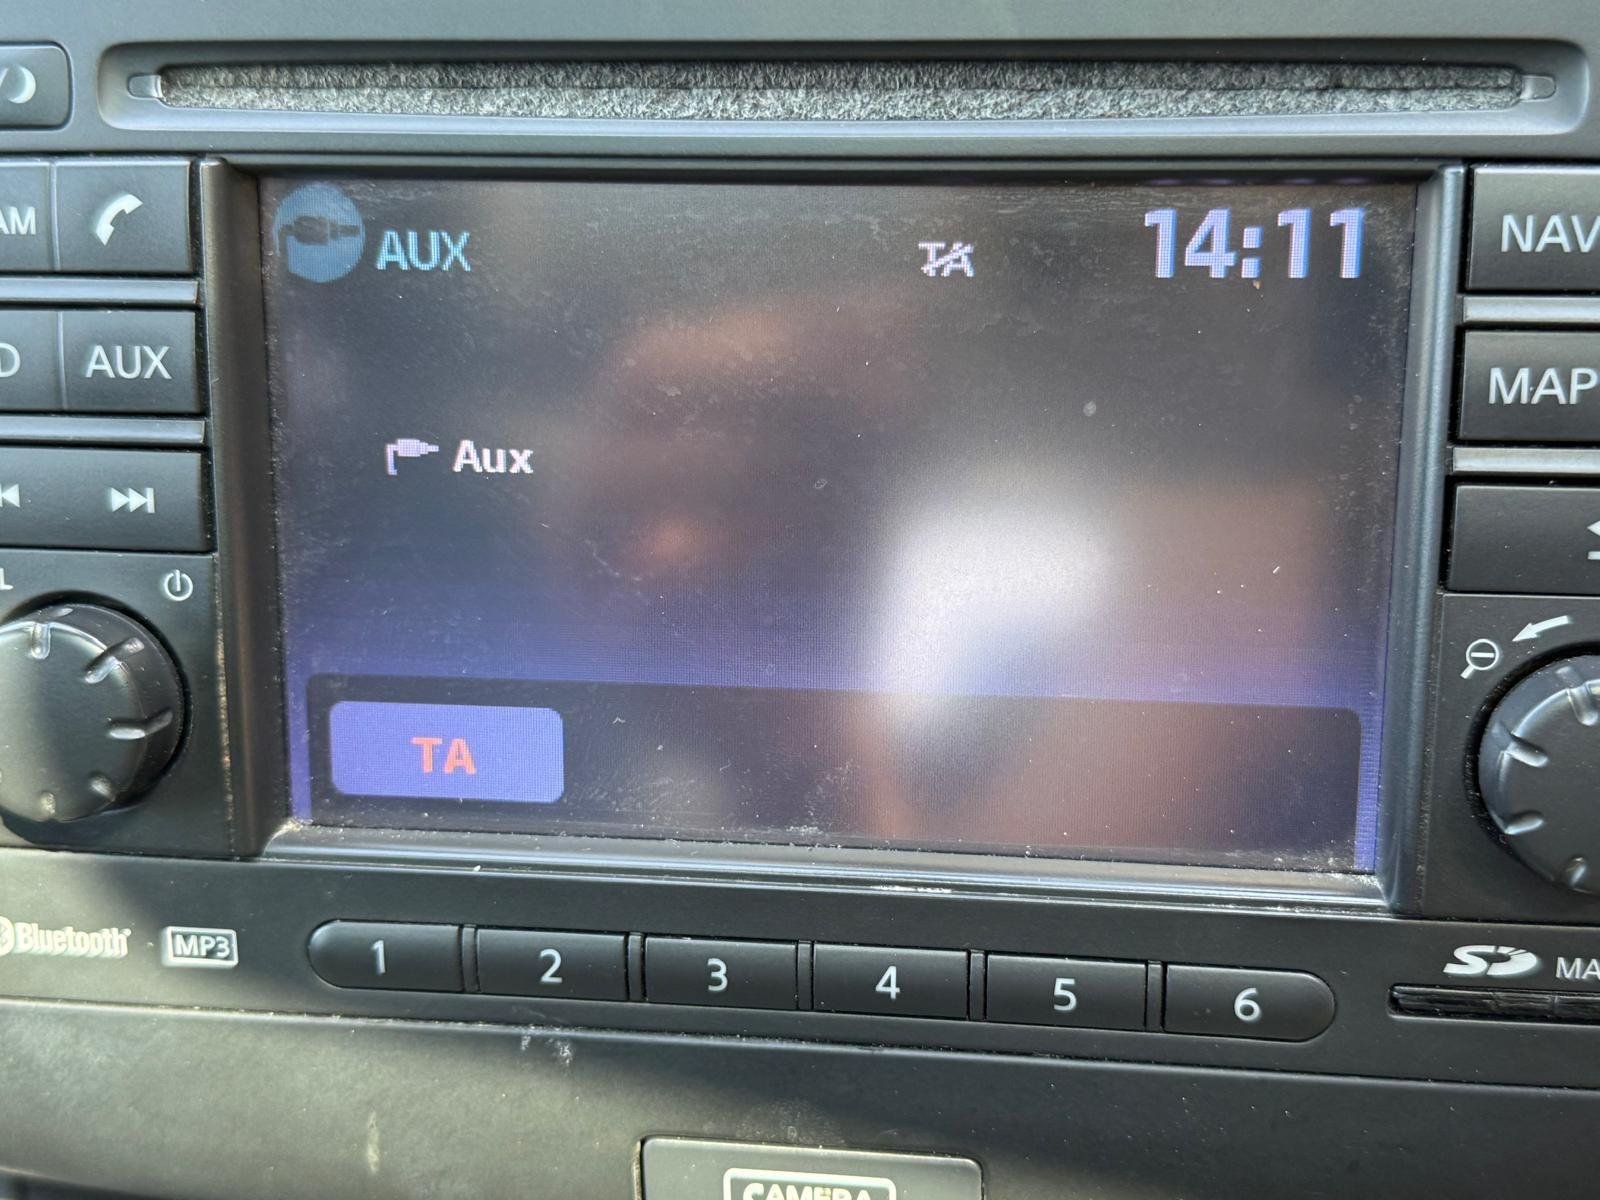 AM
AUX
TA
14:11
NAV
D
AUX
MAP
Aux
TA
Bluetooth
MP3
1
2
3
4
5
6
SD
MA
CAMERA